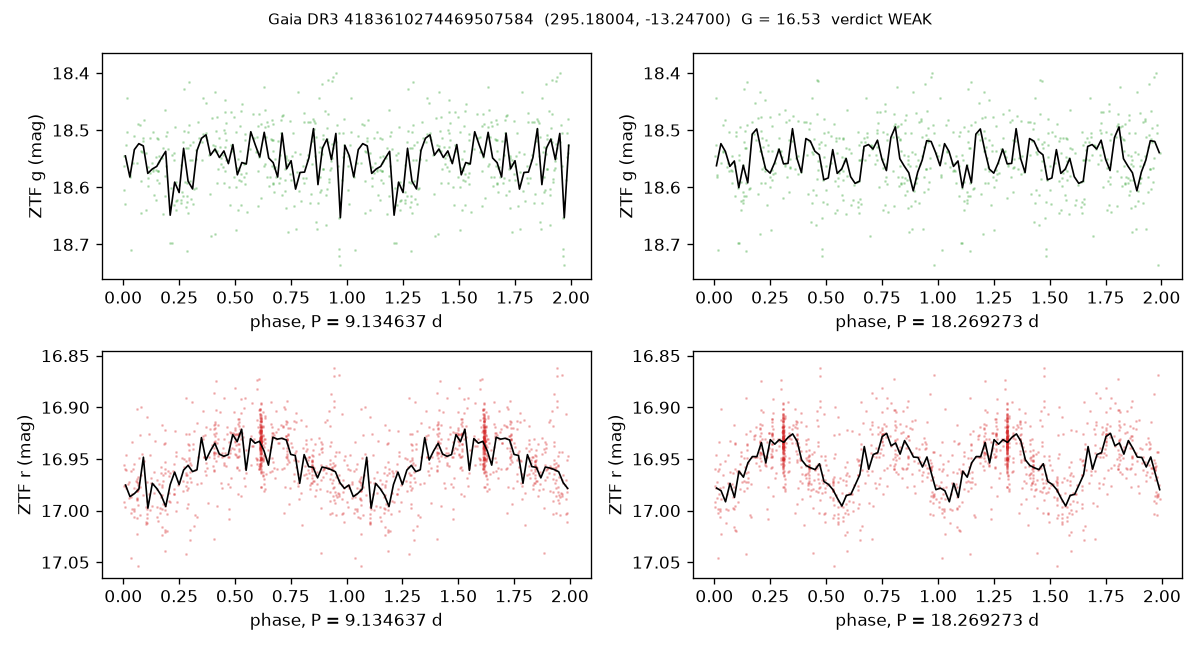 Gaia DR3 4183610274469507584 (295.18004, -13.24700) G = 16.53 verdict WEAK
ZTF g (mag)
18.4
18.5
18.6
18.7
0.00 0.25 0.50 0.75 1.00 1.25 1.50 1.75 2.00
phase, P = 9.134637 d
ZTF g (mag)
18.4
18.5
18.6
18.7
0.00 0.25 0.50 0.75 1.00 1.25 1.50 1.75 2.00
phase, P = 18.269273 d
ZTF r (mag)
16.85
16.90
16.95
17.00
17.05
0.00 0.25 0.50 0.75 1.00 1.25 1.50 1.75 2.00
phase, P = 9.134637 d
ZTF r (mag)
16.85
16.90
16.95
17.00
17.05
0.00 0.25 0.50 0.75 1.00 1.25 1.50 1.75 2.00
phase, P = 18.269273 d